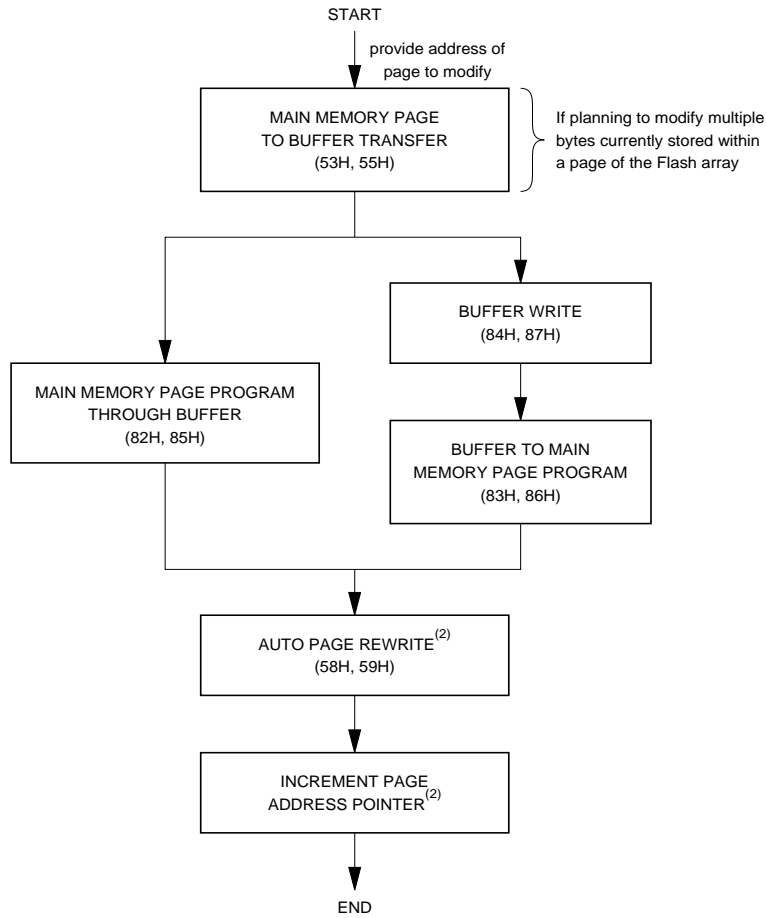 START
provide address of
page to modify
MAIN MEMORY PAGE
TO BUFFER TRANSFER
(53H, 55H)
If planning to modify multiple
bytes currently stored within
a page of the Flash array
BUFFER WRITE
(84H, 87H)
MAIN MEMORY PAGE PROGRAM
THROUGH BUFFER
(82H, 85H)
BUFFER TO MAIN
MEMORY PAGE PROGRAM
(83H, 86H)
AUTO PAGE REWRITE(2)
(58H, 59H)
INCREMENT PAGE
ADDRESS POINTER(2)
END